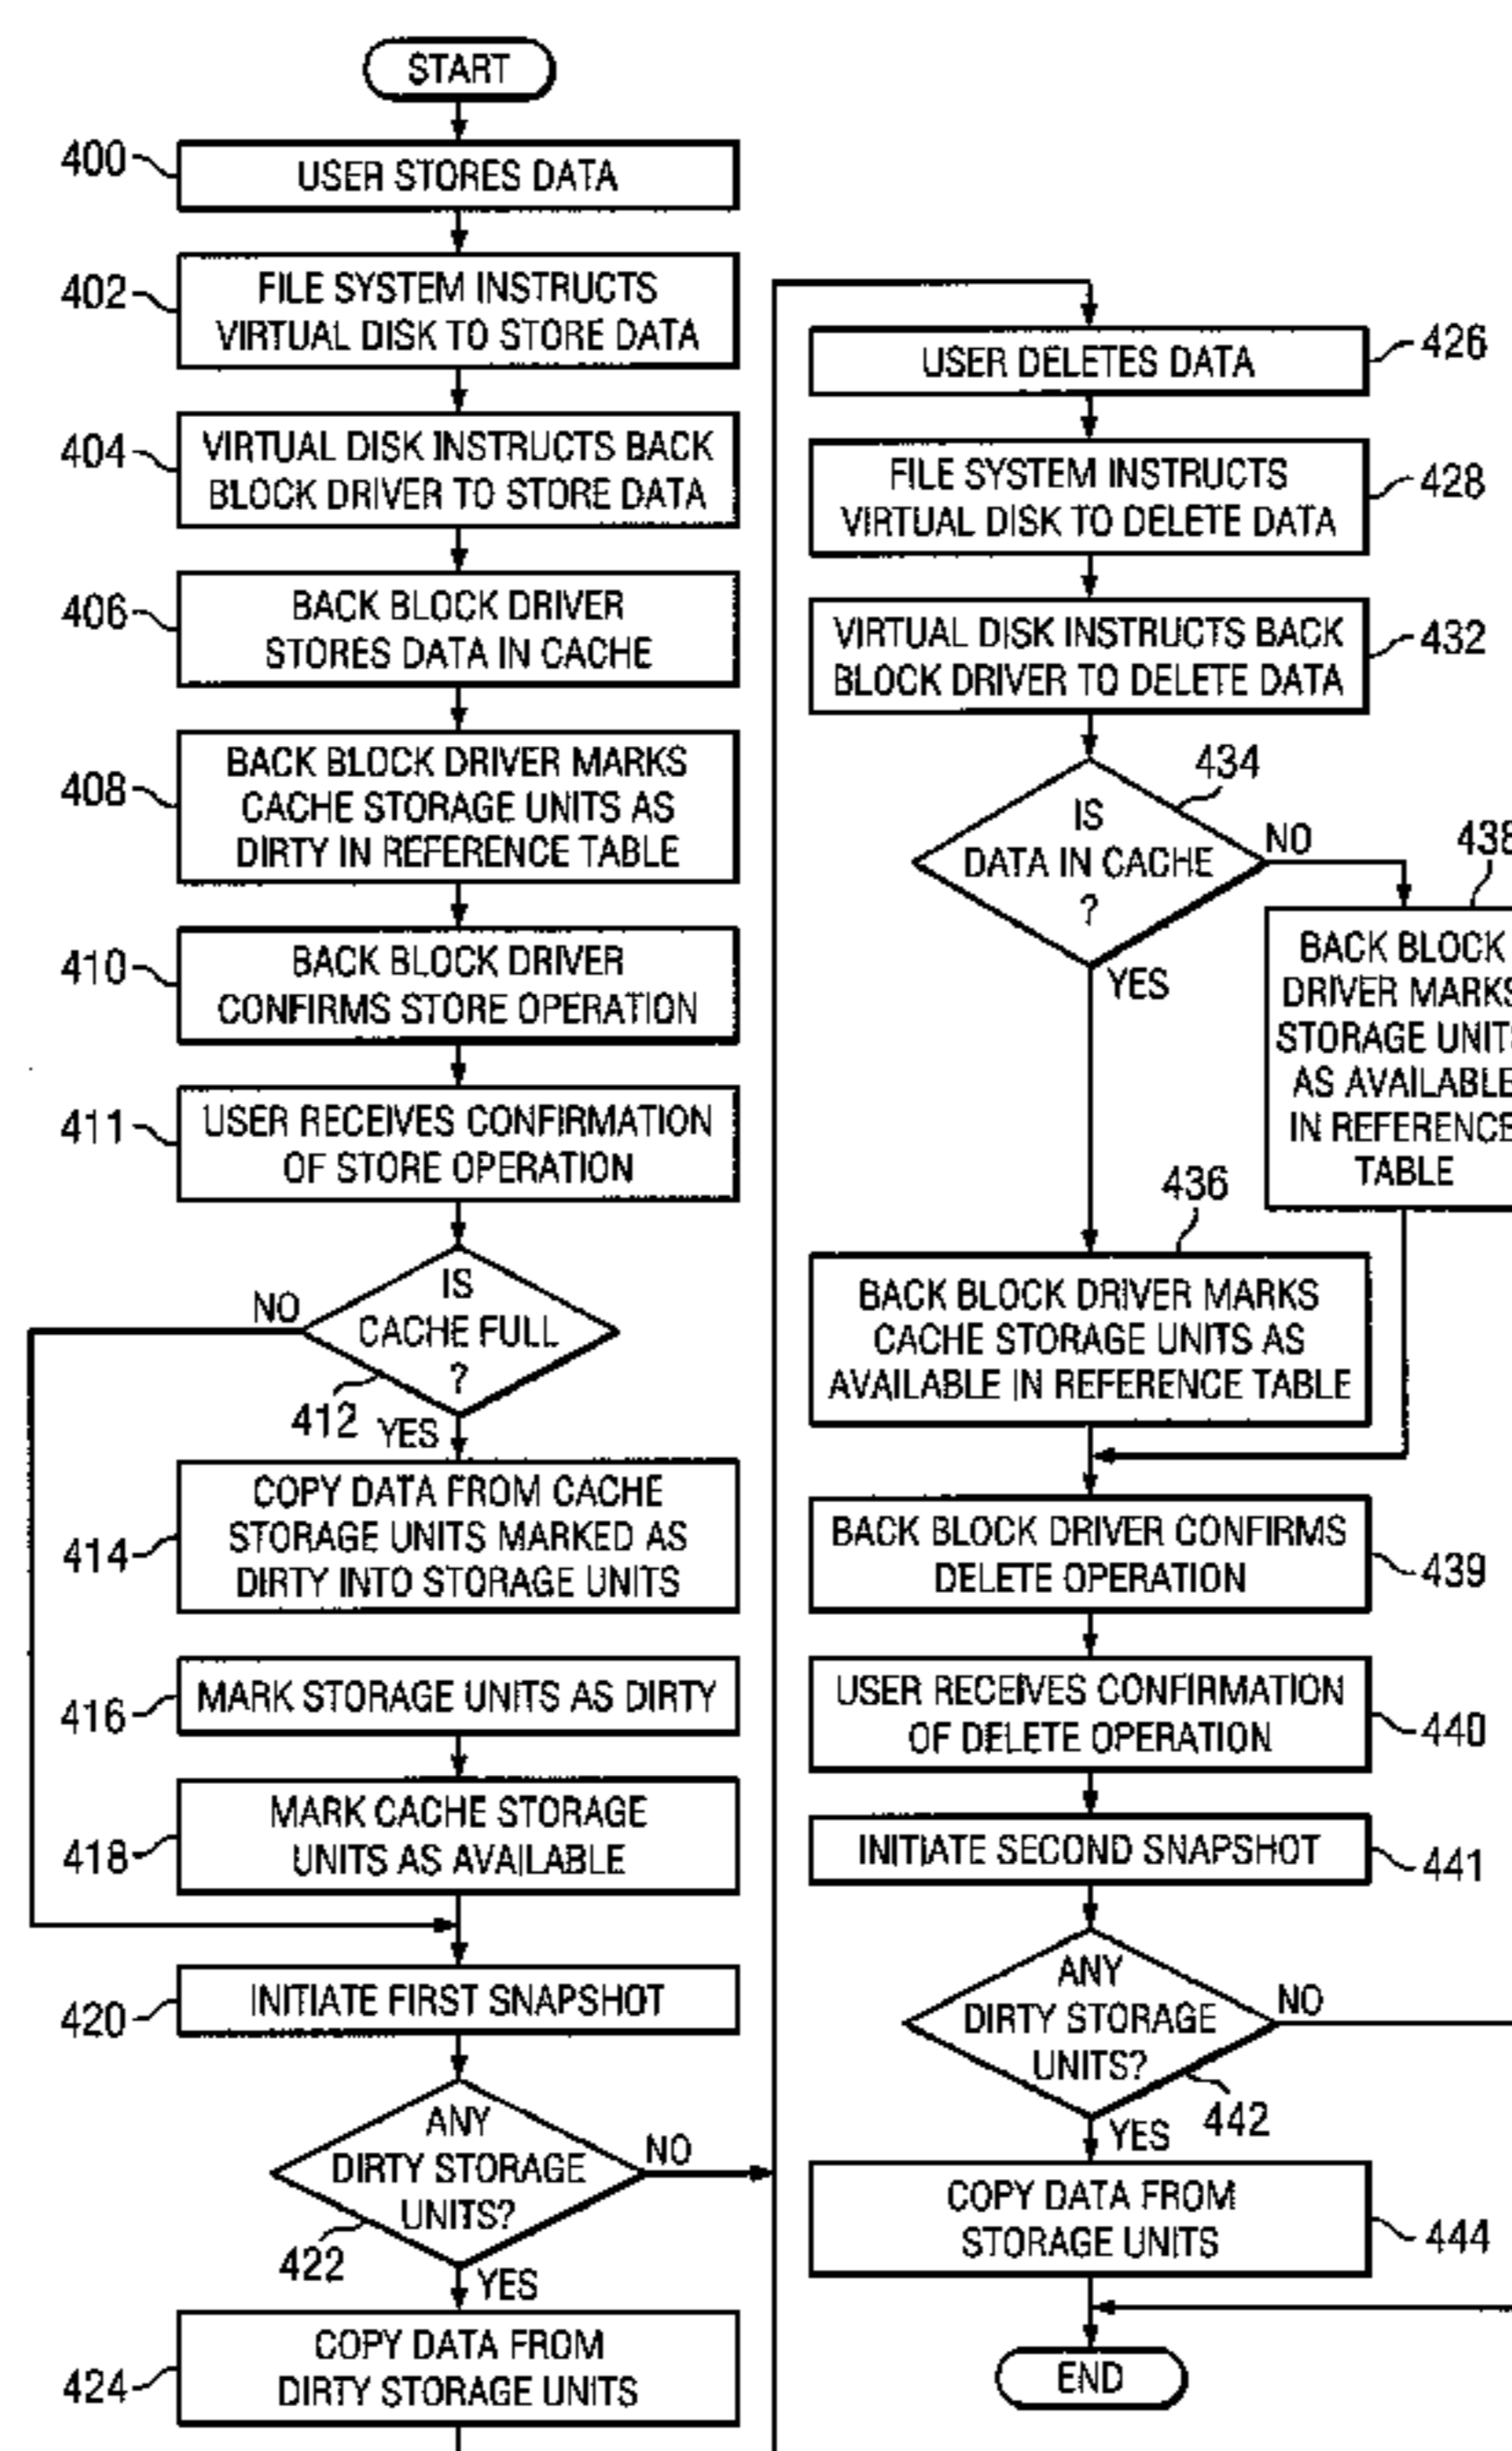 START
400
USER STORES DATA
402
FILE SYSTEM INSTRUCTS
VIRTUAL DISK TO STORE DATA
404
VIRTUAL DISK INSTRUCTS BACK
BLOCK DRIVER TO STORE DATA
406
BACK BLOCK DRIVER
STORES DATA IN CACHE
408
BACK BLOCK DRIVER MARKS
CACHE STORAGE UNITS AS
DIRTY IN REFERENCE TABLE
410
BACK BLOCK DRIVER
CONFIRMS STORE OPERATION
411
USER RECEIVES CONFIRMATION
OF STORE OPERATION
NO
IS
CACHE FULL
?
412
YES
414
COPY DATA FROM CACHE
STORAGE UNITS MARKED AS
DIRTY INTO STORAGE UNITS
416
MARK STORAGE UNITS AS DIRTY
418
MARK CACHE STORAGE
UNITS AS AVAILABLE
420
INITIATE FIRST SNAPSHOT
ANY
DIRTY STORAGE
UNITS?
NO
422
YES
424
COPY DATA FROM
DIRTY STORAGE UNITS
USER DELETES DATA
426
FILE SYSTEM INSTRUCTS
VIRTUAL DISK TO DELETE DATA
428
VIRTUAL DISK INSTRUCTS BACK
BLOCK DRIVER TO DELETE DATA
432
434
IS
DATA IN CACHE
?
NO
YES
438
BACK BLOCK
DRIVER MARKS
STORAGE UNITS
AS AVAILABLE
IN REFERENCE
TABLE
436
BACK BLOCK DRIVER MARKS
CACHE STORAGE UNITS AS
AVAILABLE IN REFERENCE TABLE
BACK BLOCK DRIVER CONFIRMS
DELETE OPERATION
439
USER RECEIVES CONFIRMATION
OF DELETE OPERATION
440
INITIATE SECOND SNAPSHOT
441
ANY
DIRTY STORAGE
UNITS?
NO
442
YES
COPY DATA FROM
STORAGE UNITS
444
END